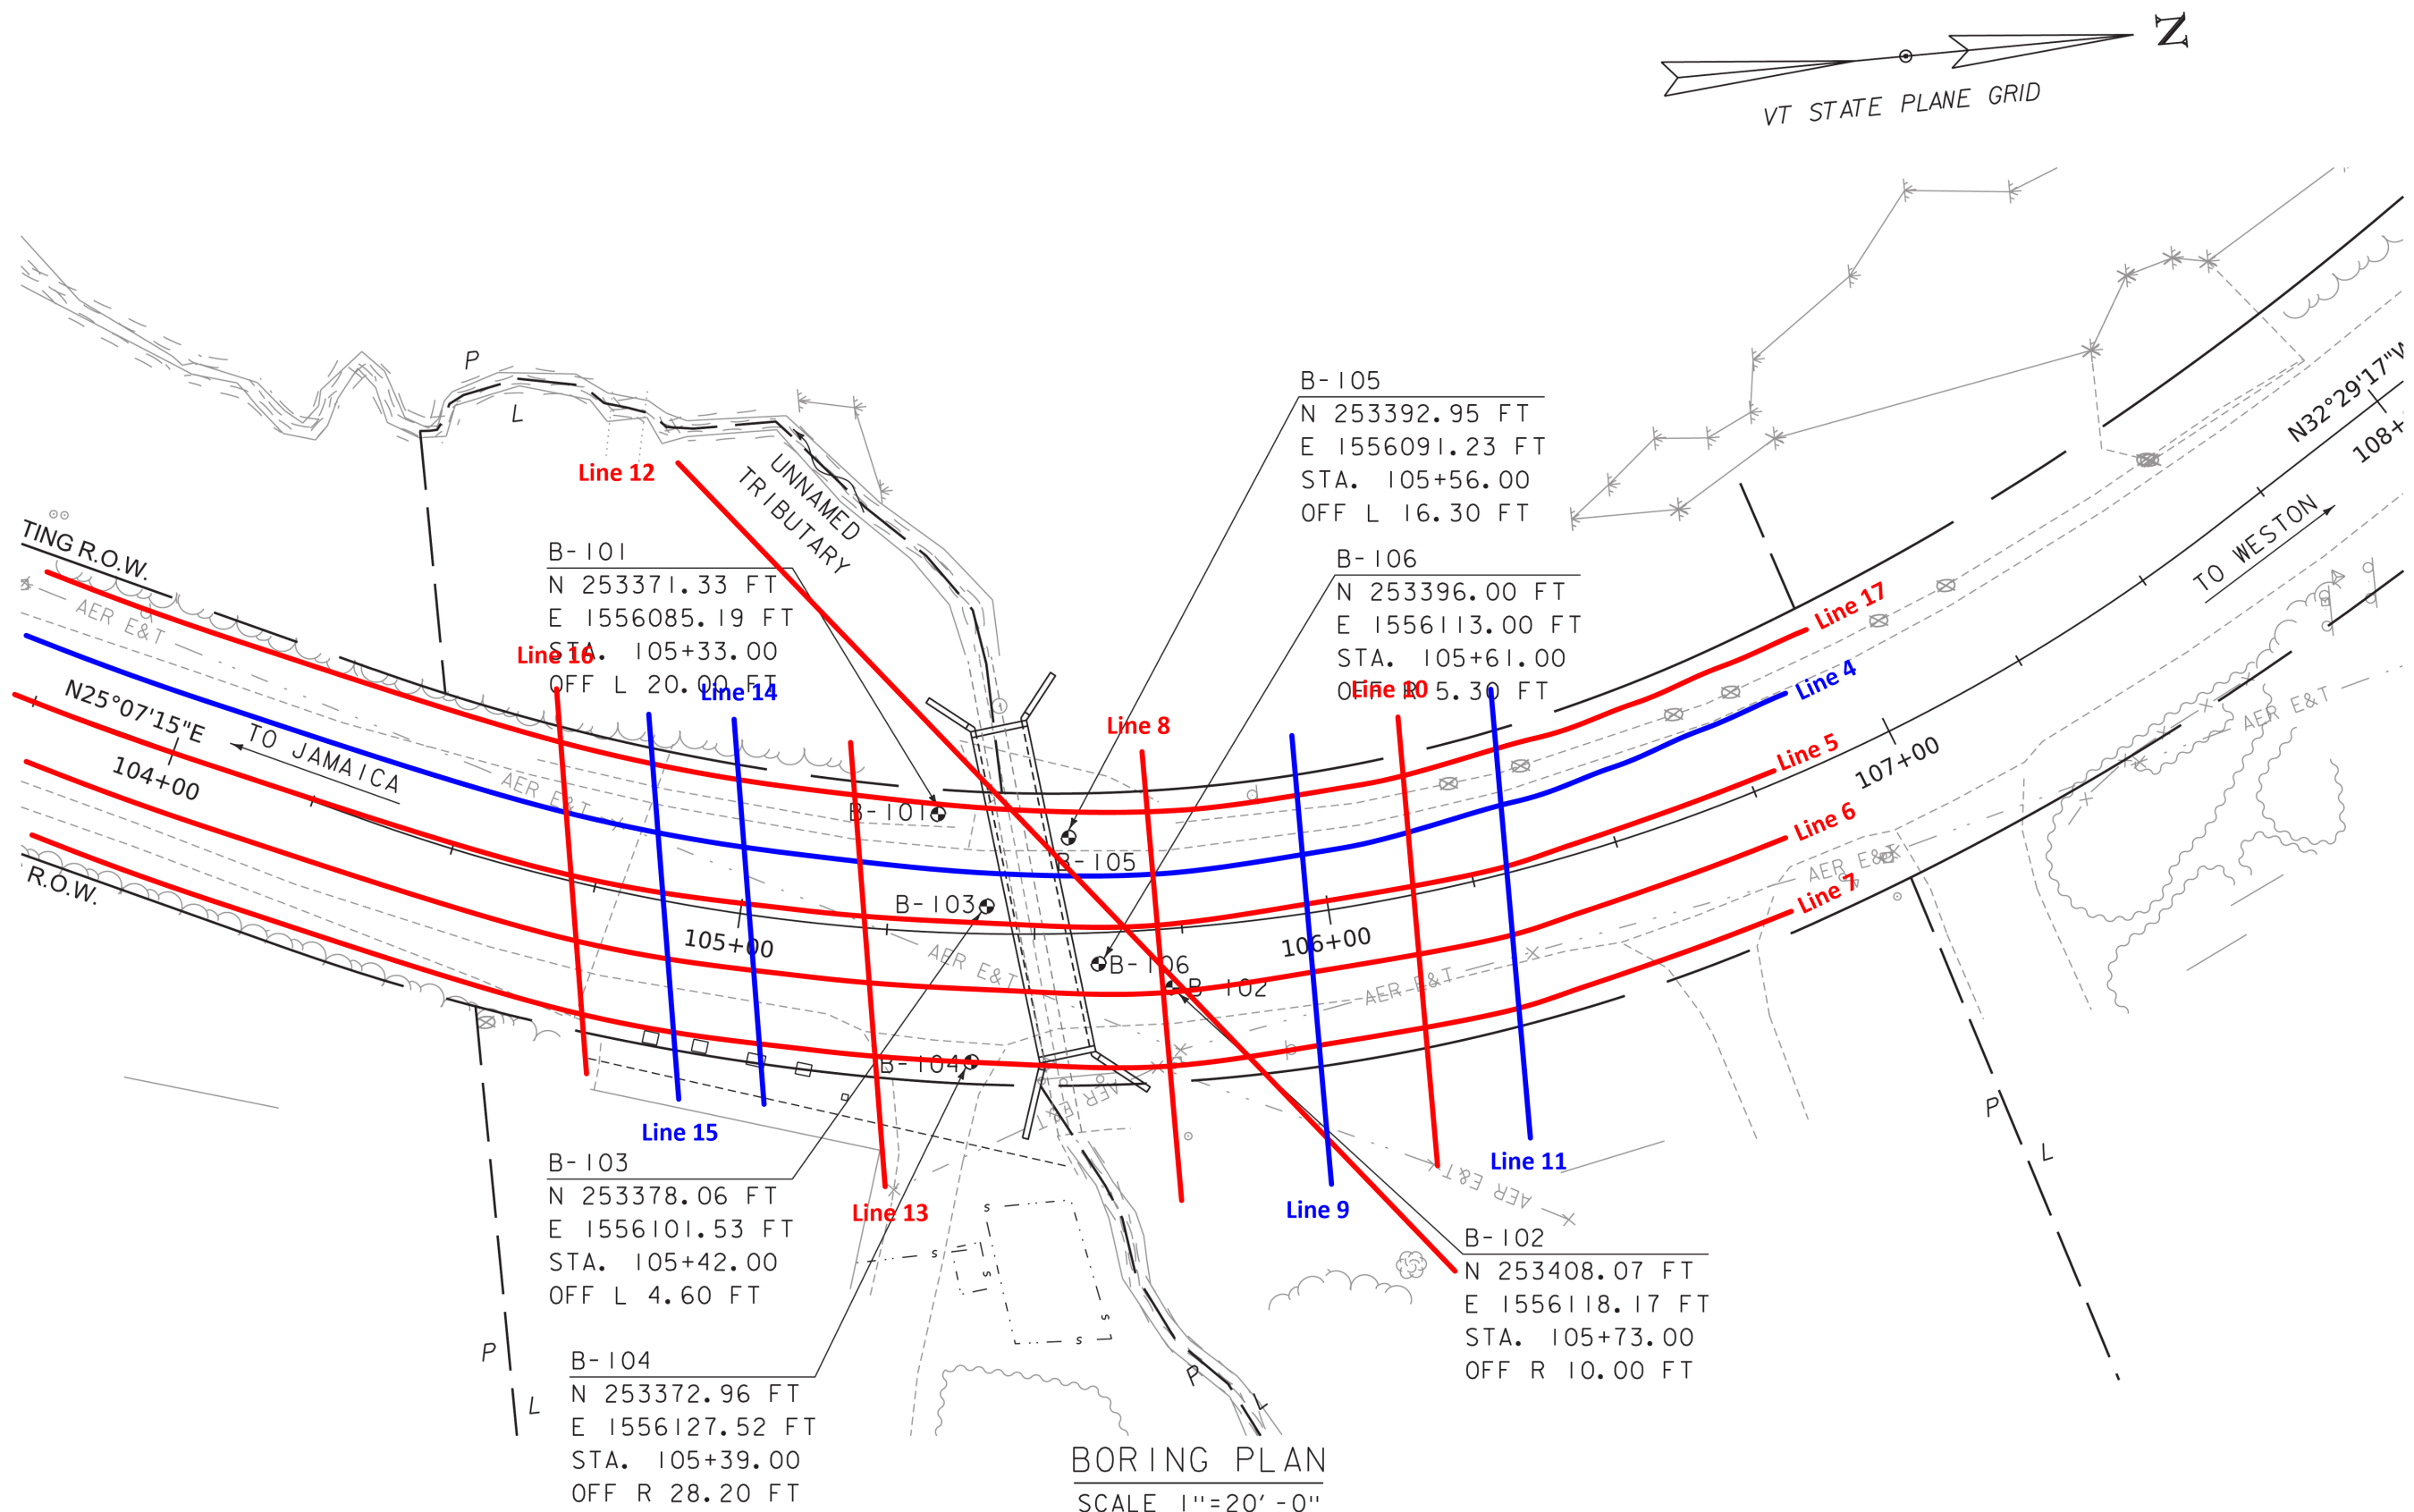 N
VT STATE PLANE GRID
P
L
UNNAMED
TRIBUTARY
Line 12
B-105
N 253392.95 FT
E 1556091.23 FT
STA. 105+56.00
OFF L 16.30 FT
B-101
N 253371.33 FT
E 1556085.19 FT
STA. 105+33.00
OFF L 20.00 FT
B-106
N 253396.00 FT
E 1556113.00 FT
STA. 105+61.00
OFF R 5.30 FT
N32°29'17"W
108+
TO WESTON
TING R.O.W.
AER E&T
Line 16
Line 14
Line 10
Line 8
Line 17
Line 4
Line 5
Line 6
Line 7
N25°07'15"E
TO JAMAICA
104+00
AER E&T
AER E&T
107+00
B-101
B-105
B-103
105+00
AER E&T
B-106
106+00
B-102
AER E&T
AER E&T
R.O.W.
B-104
AER E&T
P
L
Line 15
Line 13
Line 9
Line 11
AER E&T
B-103
N 253378.06 FT
E 1556101.53 FT
STA. 105+42.00
OFF L 4.60 FT
S
S
S
S
S
B-102
N 253408.07 FT
E 1556118.17 FT
STA. 105+73.00
OFF R 10.00 FT
P
L
B-104
N 253372.96 FT
E 1556127.52 FT
STA. 105+39.00
OFF R 28.20 FT
P
L
BORING PLAN
SCALE 1"=20'-0"